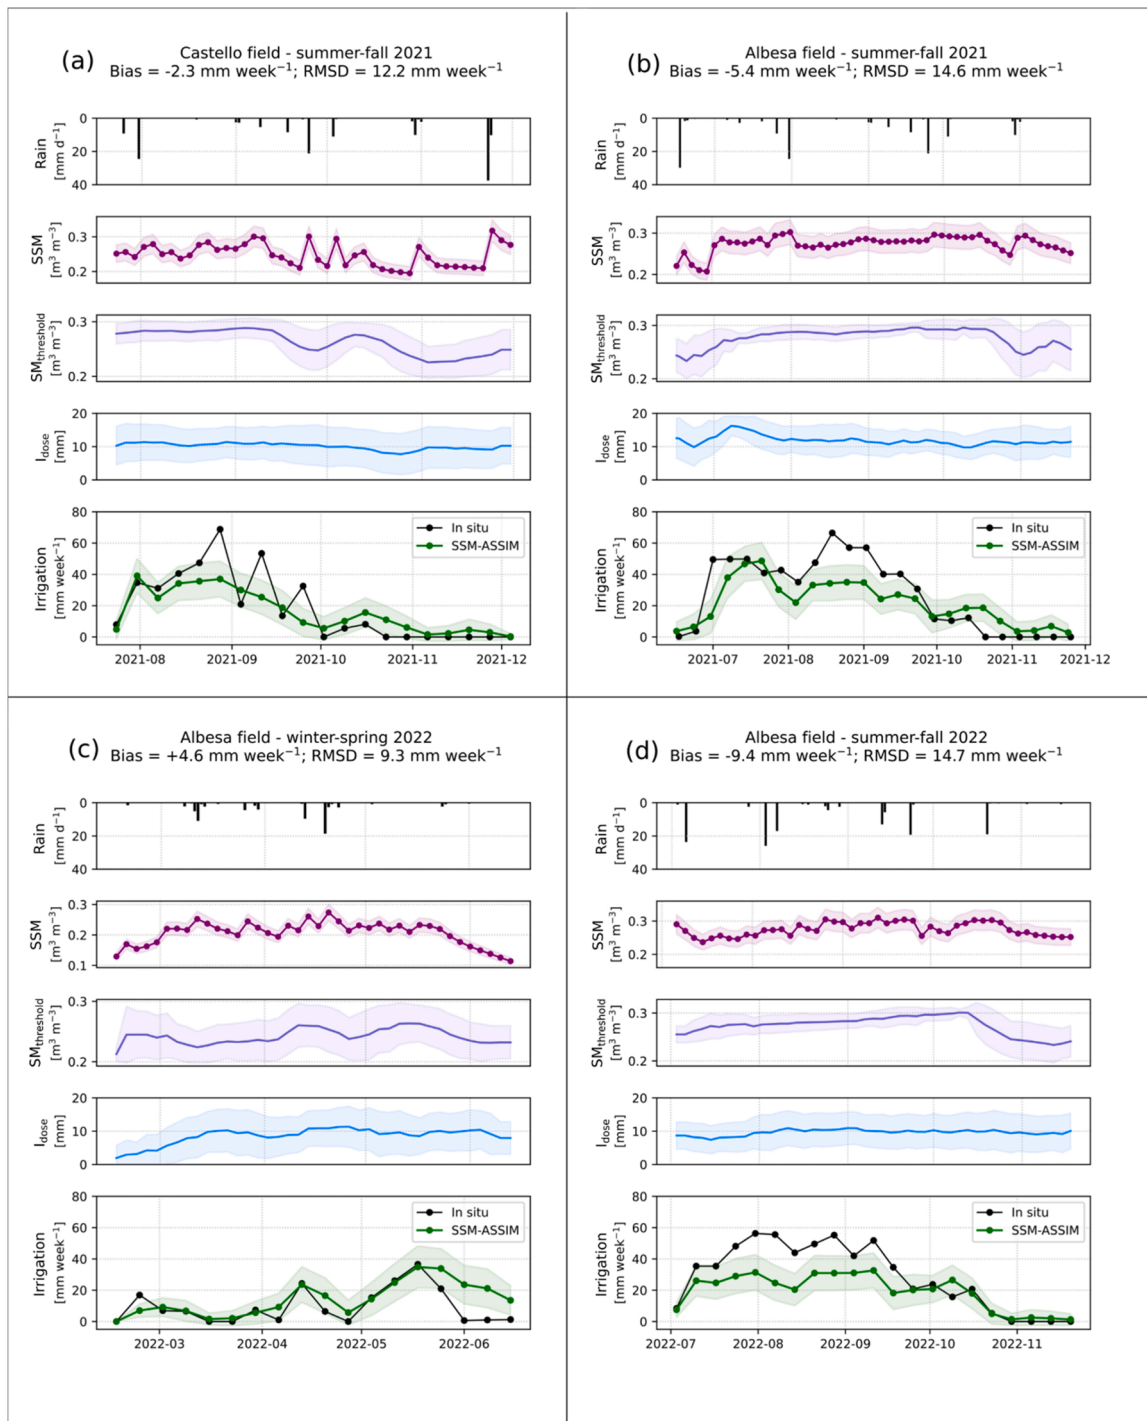 (a)
Castello field - summer-fall 2021
Bias = -2.3 mm week⁻¹; RMSD = 12.2 mm week⁻¹
Rain
[mm d⁻¹]
0
20
40
SSM
[m³ m⁻³]
0.3
0.2
SMthreshold
[m³ m⁻³]
0.3
0.2
Idose
[mm]
20
10
0
Irrigation
[mm week⁻¹]
80
60
40
20
0
In situ
SSM-ASSIM
2021-08 2021-09 2021-10 2021-11 2021-12
(b)
Albesa field - summer-fall 2021
Bias = -5.4 mm week⁻¹; RMSD = 14.6 mm week⁻¹
Rain
[mm d⁻¹]
0
20
40
SSM
[m³ m⁻³]
0.3
0.2
SMthreshold
[m³ m⁻³]
0.3
0.2
Idose
[mm]
20
10
0
Irrigation
[mm week⁻¹]
80
60
40
20
0
In situ
SSM-ASSIM
2021-07 2021-08 2021-09 2021-10 2021-11 2021-12
(c)
Albesa field - winter-spring 2022
Bias = +4.6 mm week⁻¹; RMSD = 9.3 mm week⁻¹
Rain
[mm d⁻¹]
0
20
40
SSM
[m³ m⁻³]
0.3
0.2
0.1
SMthreshold
[m³ m⁻³]
0.3
0.2
Idose
[mm]
20
10
0
Irrigation
[mm week⁻¹]
80
60
40
20
0
In situ
SSM-ASSIM
2022-03 2022-04 2022-05 2022-06
(d)
Albesa field - summer-fall 2022
Bias = -9.4 mm week⁻¹; RMSD = 14.7 mm week⁻¹
Rain
[mm d⁻¹]
0
20
40
SSM
[m³ m⁻³]
0.3
0.2
SMthreshold
[m³ m⁻³]
0.3
0.2
Idose
[mm]
20
10
0
Irrigation
[mm week⁻¹]
80
60
40
20
0
In situ
SSM-ASSIM
2022-07 2022-08 2022-09 2022-10 2022-11